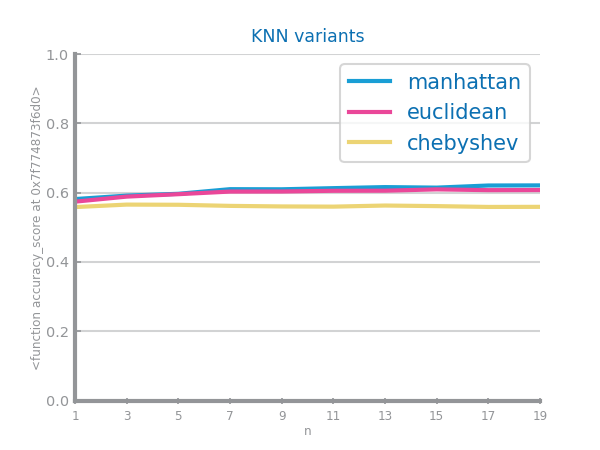 KNN variants
manhattan
euclidean
chebyshev
<function accuracy_score at 0x7f774873f6d0>
1.0
0.8
0.6
0.4
0.2
0.0
1 3 5 7 9 11 13 15 17 19
n